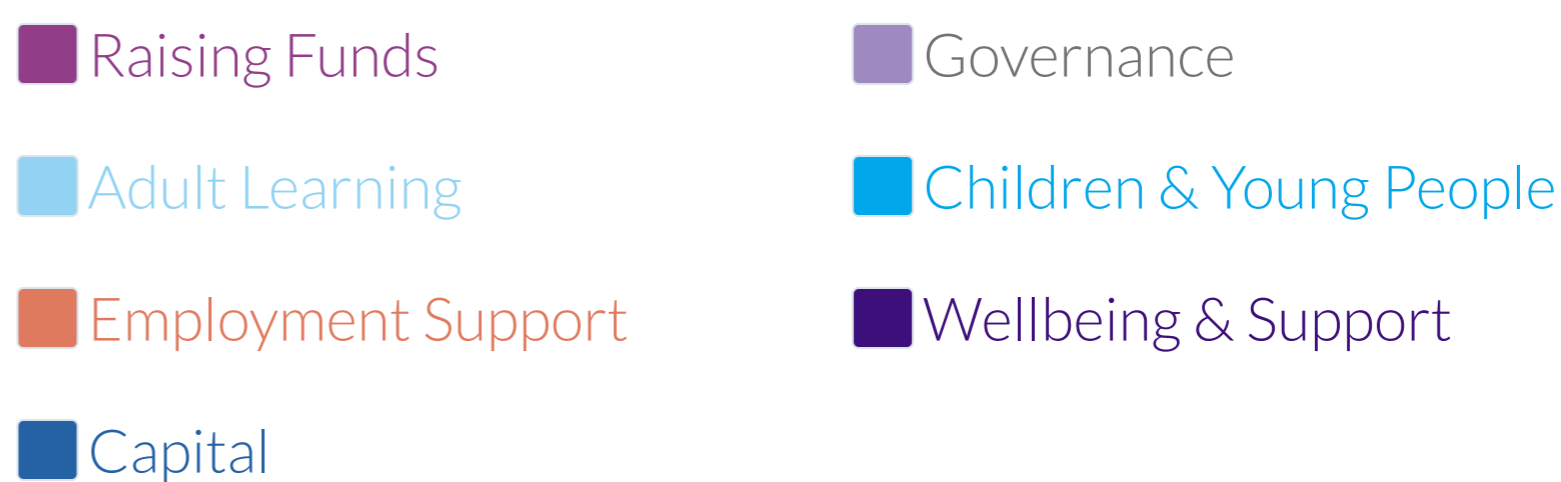 Raising Funds
Governance
Adult Learning
Children & Young People
Employment Support
Wellbeing & Support
Capital